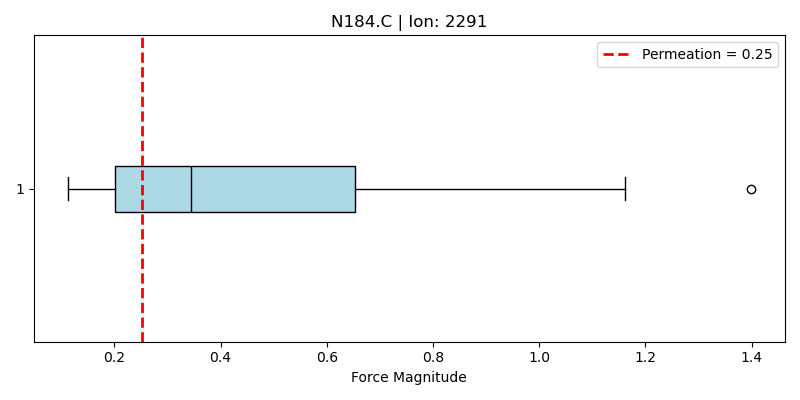 N184.C | Ion: 2291
Permeation = 0.25
1
0.2 0.4 0.6 0.8 1.0 1.2 1.4
Force Magnitude